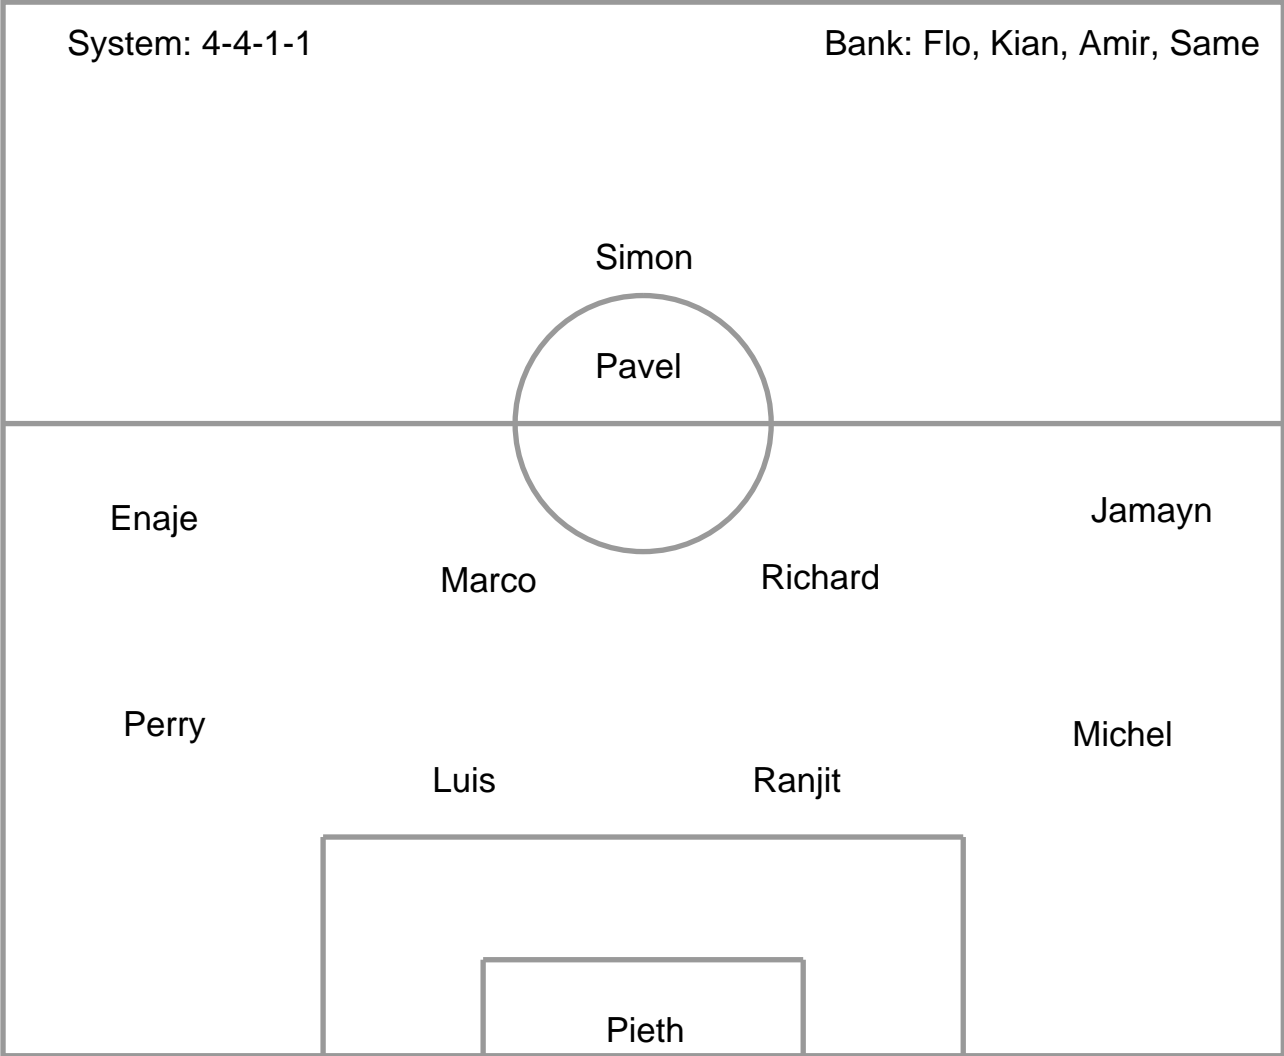 System: 4-4-1-1
Bank: Flo, Kian, Amir, Same
Simon
Pavel
Enaje
Jamayn
Marco
Richard
Perry
Michel
Luis
Ranjit
Pieth